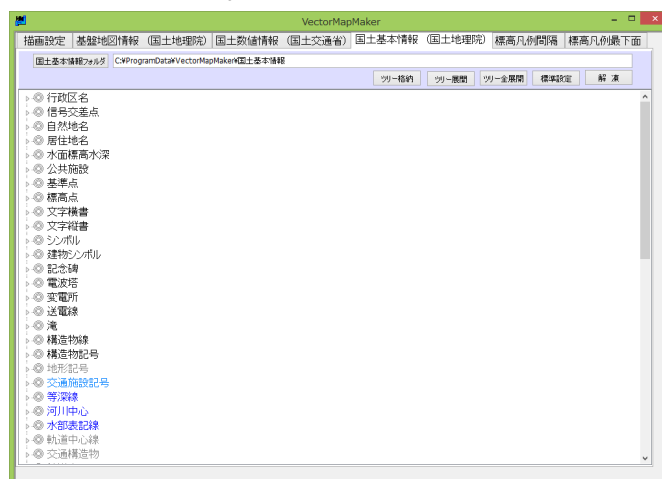 VectorMapMaker
描画設定 基盤地図情報 (国土地理院) 国土数値情報 (国土交通省) 国土基本情報 (国土地理院) 標高凡例間隔 標高凡例最下面
国土基本情報フォルダ C:¥ProgramData¥VectorMapMaker¥国土基本情報
ツリー格納 ツリー展開 ツリー全展開 標準設定 解 凍
行政区名
信号交差点
自然地名
居住地名
水面標高水深
公共施設
基準点
標高点
文字横書
文字縦書
シンボル
建物シンボル
記念碑
電波塔
変電所
送電線
滝
構造物線
構造物記号
地形記号
交通施設記号
等深線
河川中心
水部表記線
軌道中心線
交通構造物